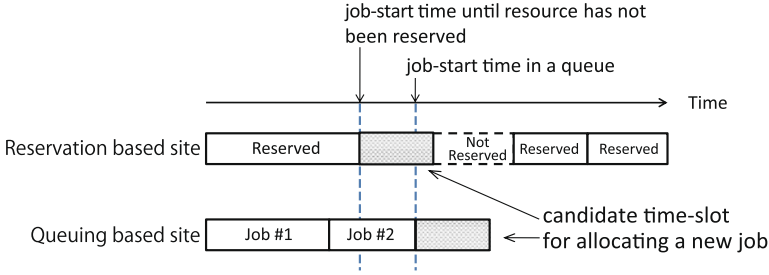 job-start time until resource has not
been reserved
job-start time in a queue
Time
Reservation based site
Reserved
Not
Reserved
Reserved
Reserved
Queuing based site
Job #1
Job #2
candidate time-slot
for allocating a new job